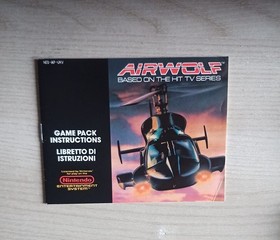 AIRWOLF
BASED ON THE HIT TV SERIES
GAME PACK
INSTRUCTIONS
LIBRETTO DI
ISTRUZIONI
Nintendo
ENTERTAINMENT
SYSTEM